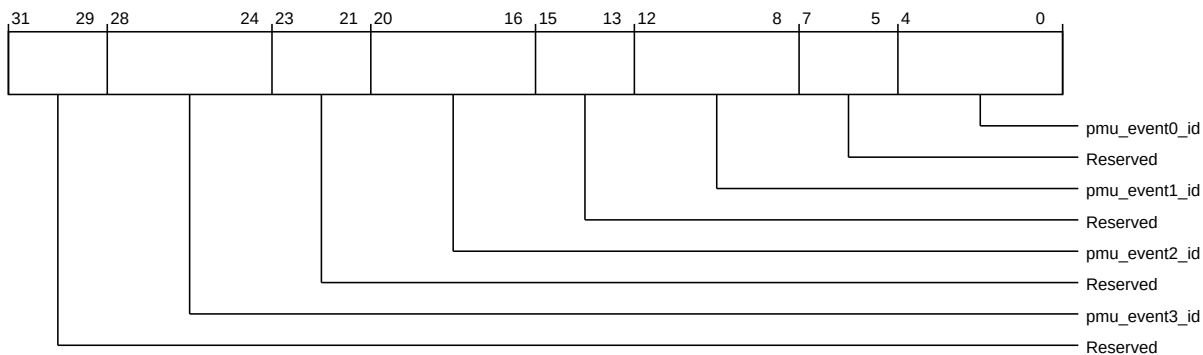 31 29 28 24 23 21 20 16 15 13 12 8 7 5 4 0
pmu_event0_id
Reserved
pmu_event1_id
Reserved
pmu_event2_id
Reserved
pmu_event3_id
Reserved